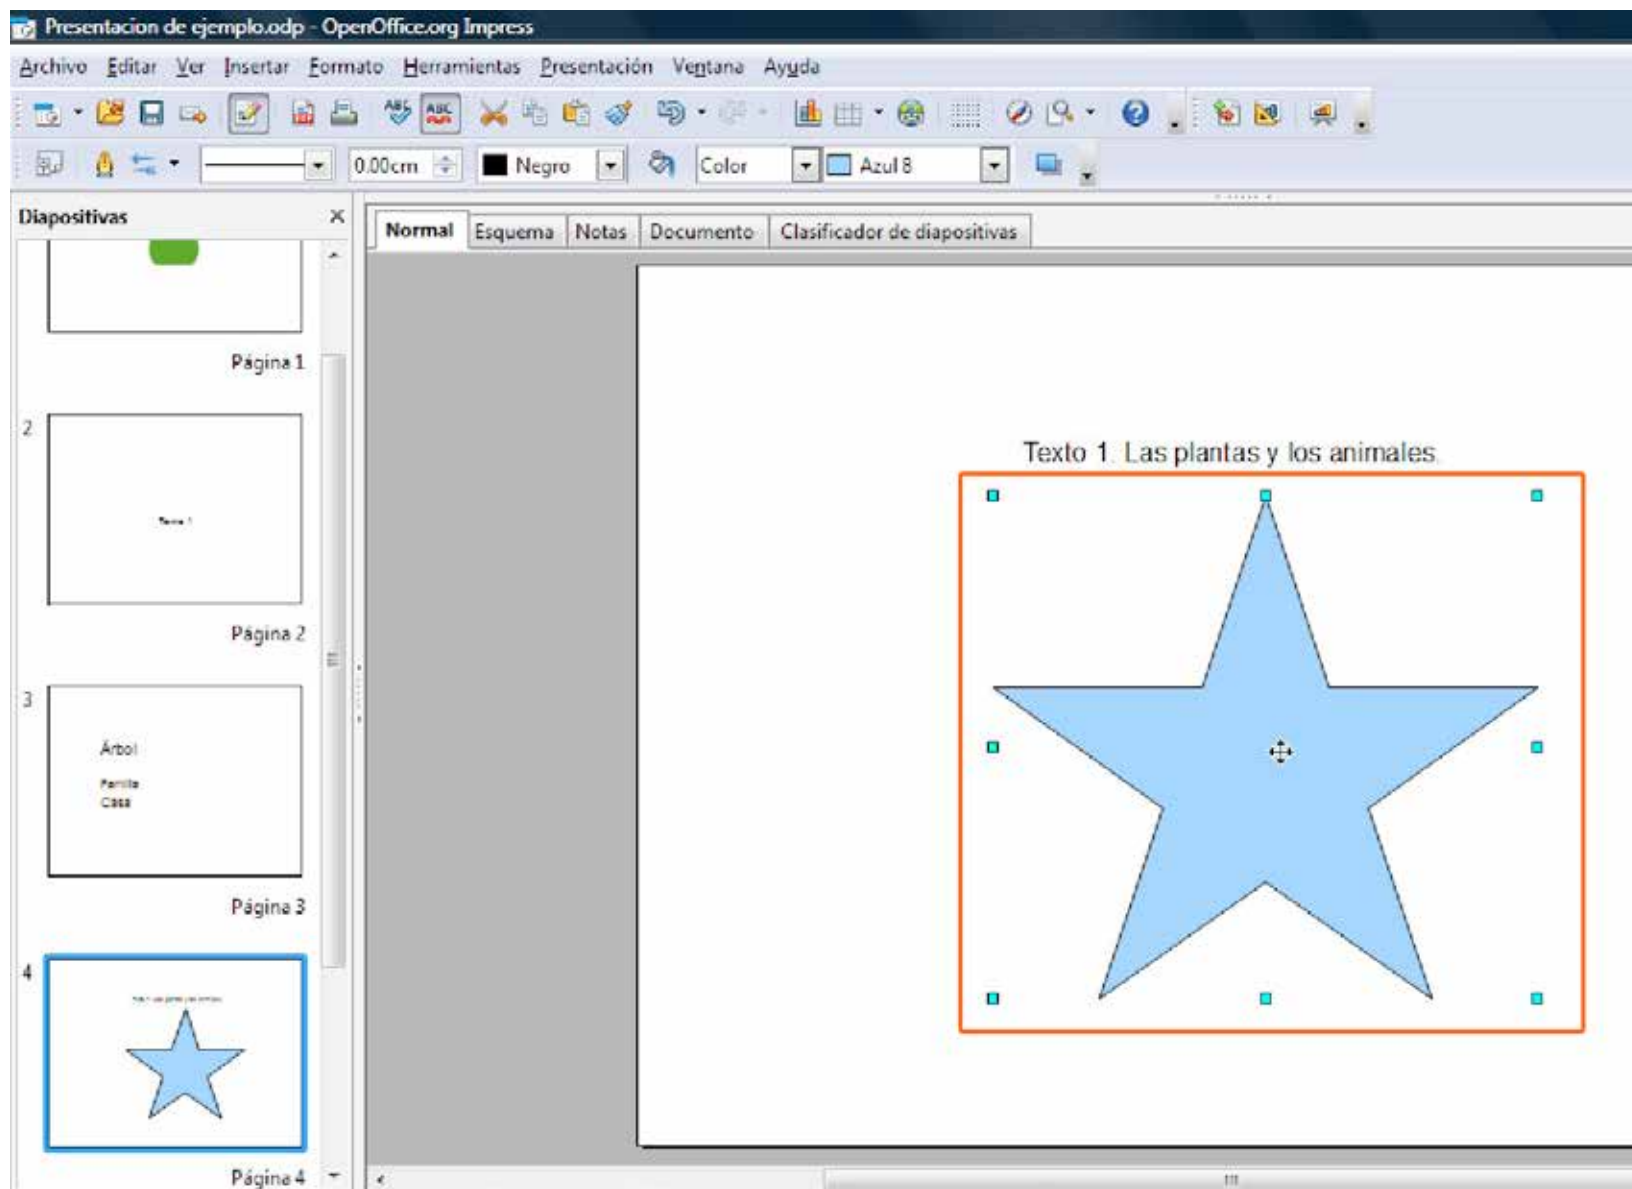 Presentacion de ejemplo.odp - OpenOffice.org Impress
Archivo Editar Ver Insertar Formato Herramientas Presentación Ventana Ayuda
ABC ABC
0.00cm Negro Color Azul 8
Diapositivas
Normal Esquema Notas Documento Clasificador de diapositivas
Página 1
2
Texto 1. Las plantas y los animales.
Página 2
3
Árbol
Familia
Casa
Página 3
4
Página 4